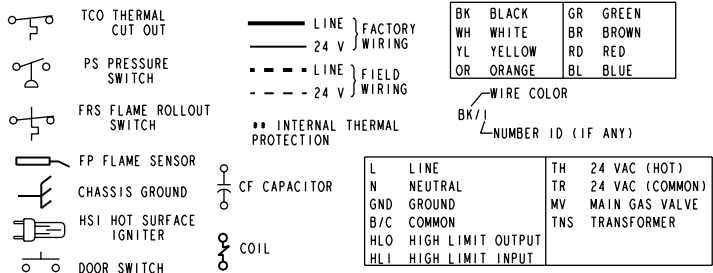 TCO THERMAL
CUT OUT
PS PRESSURE
SWITCH
FRS FLAME ROLLOUT
SWITCH
FP FLAME SENSOR
CHASSIS GROUND
HSI HOT SURFACE
IGNITER
DOOR SWITCH
LINE
24 V
FACTORY
WIRING
LINE
24 V
FIELD
WIRING
** INTERNAL THERMAL
PROTECTION
CF CAPACITOR
COIL
BK BLACK GR GREEN
WH WHITE BR BROWN
YL YELLOW RD RED
OR ORANGE BL BLUE
WIRE COLOR
BK/1
NUMBER ID (IF ANY)
L LINE TH 24 VAC (HOT)
N NEUTRAL TR 24 VAC (COMMON)
GND GROUND MV MAIN GAS VALVE
B/C COMMON TNS TRANSFORMER
HLO HIGH LIMIT OUTPUT
HLI HIGH LIMIT INPUT